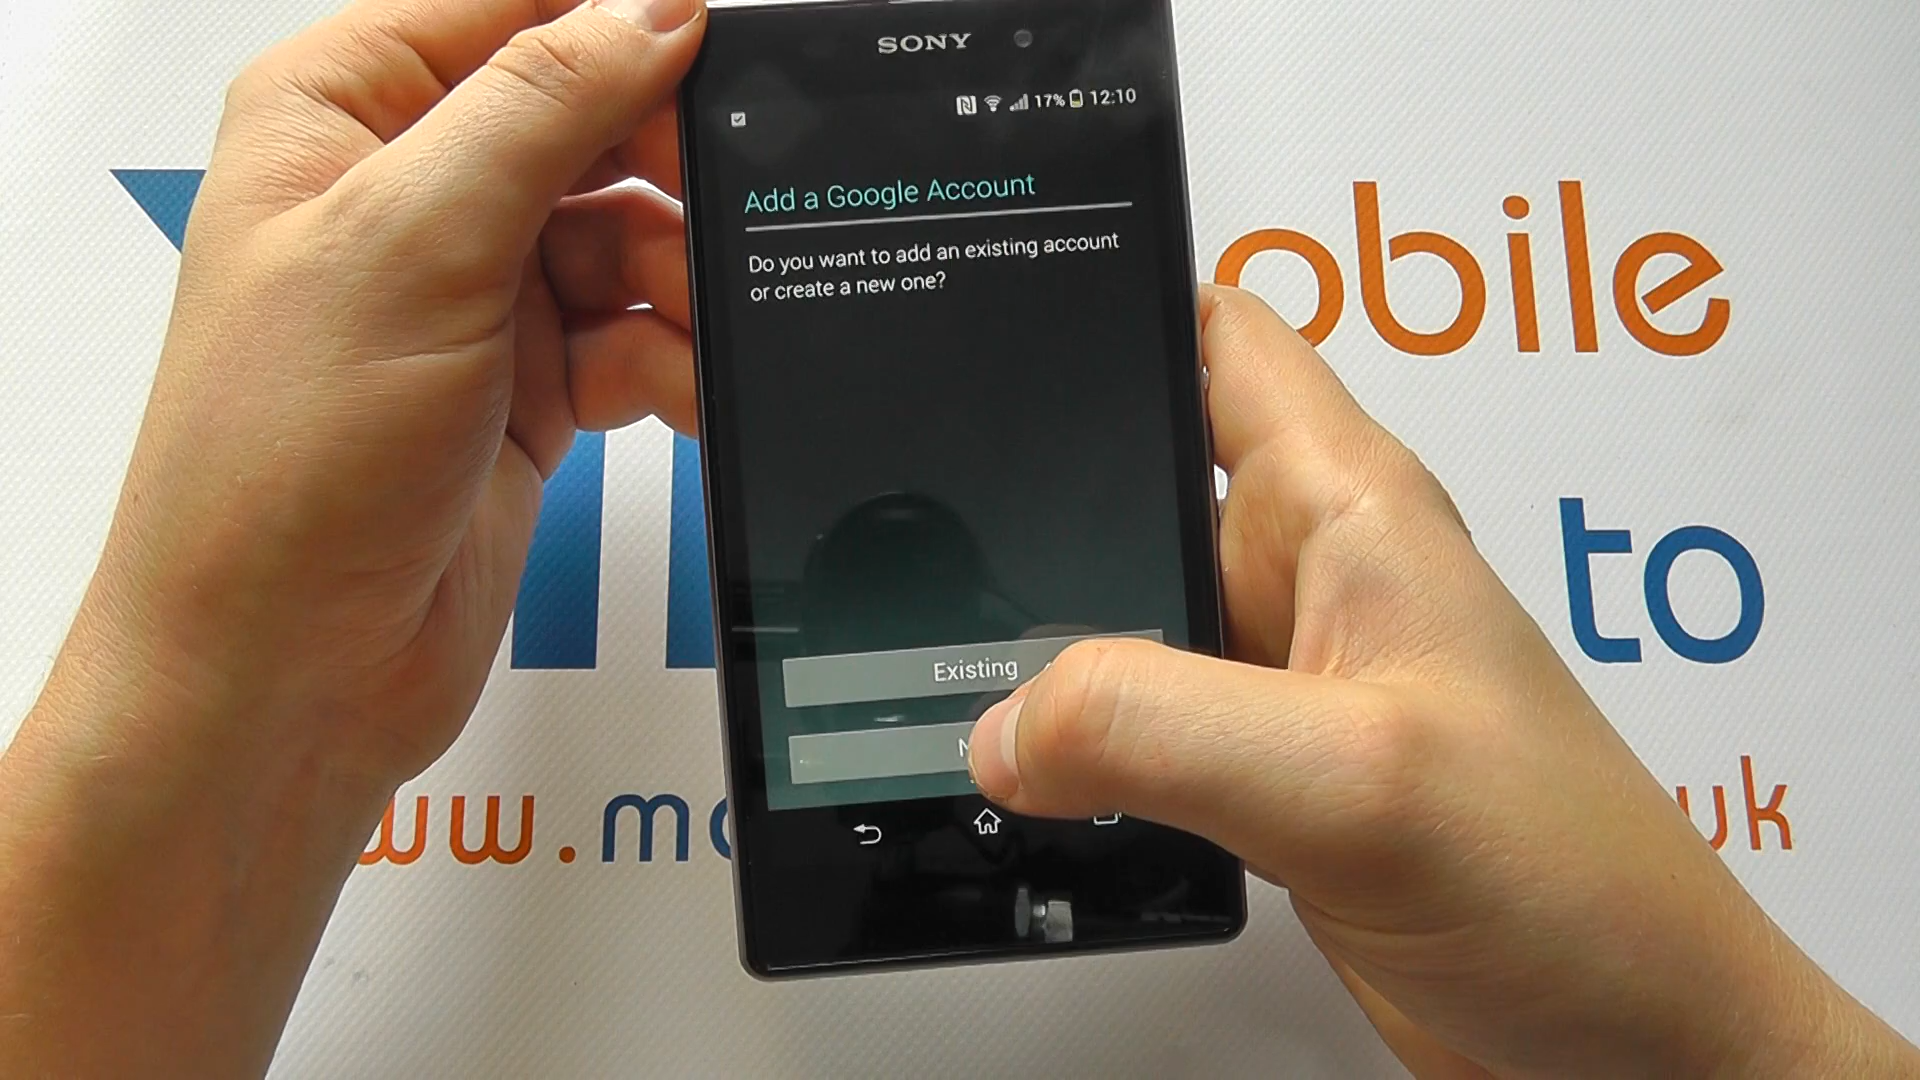 SONY
17% 12:10
Add a Google Account
Do you want to add an existing account
or create a new one?
Existing
obile
to
ww.m
uk